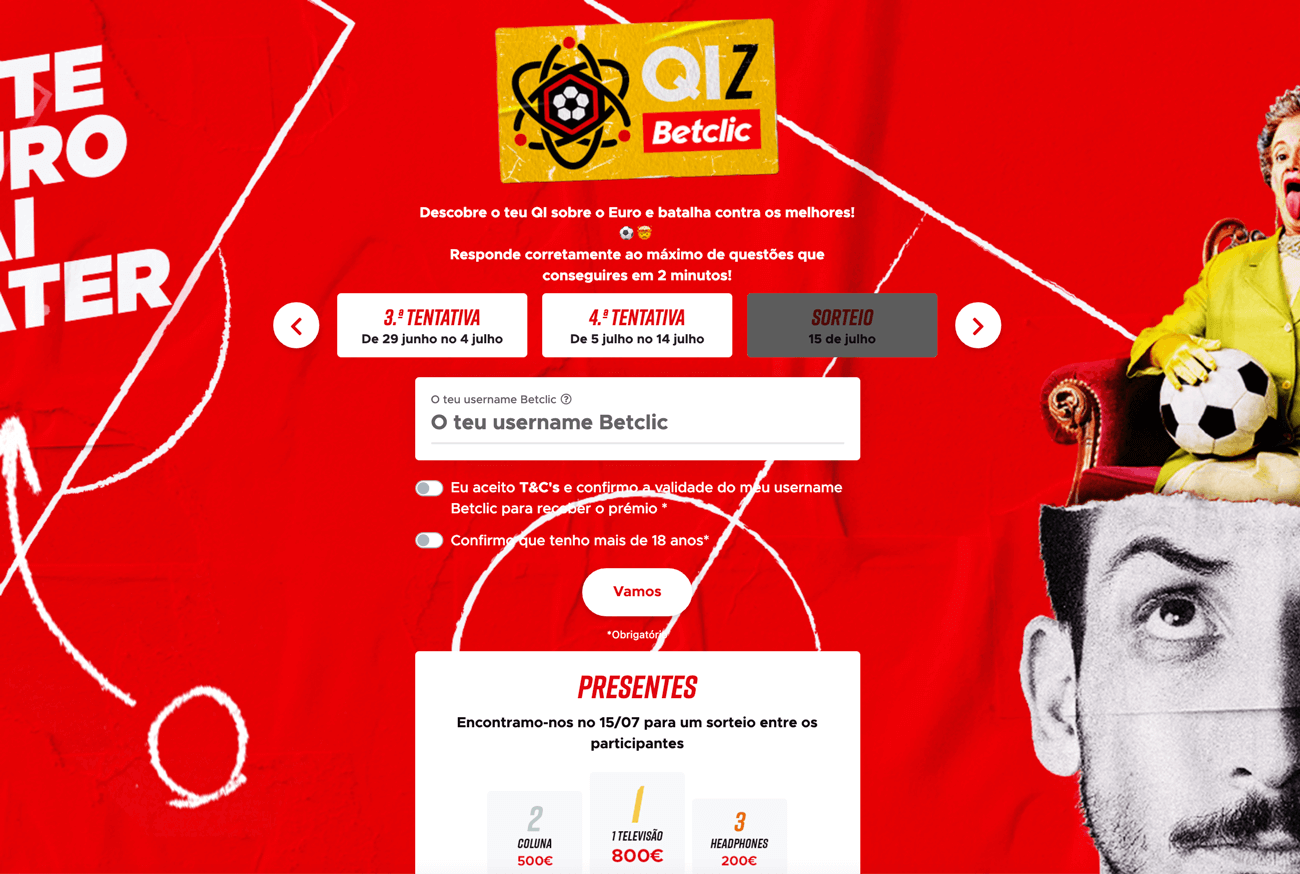 TE
URO
AI
ATER
QIZ
Betclic
Descobre o teu QI sobre o Euro e batalha contra os melhores!
⚽🤯
Responde corretamente ao máximo de questões que
conseguires em 2 minutos!
3.ª TENTATIVA
De 29 junho no 4 julho
4.ª TENTATIVA
De 5 julho no 14 julho
SORTEIO
15 de julho
O teu username Betclic
O teu username Betclic
Eu aceito T&C's e confirmo a validade do meu username
Betclic para receber o prémio *
Confirmo que tenho mais de 18 anos*
Vamos
*Obrigatório
PRESENTES
Encontramo-nos no 15/07 para um sorteio entre os
participantes
2
COLUNA
500€
1
1 TELEVISÃO
800€
3
HEADPHONES
200€